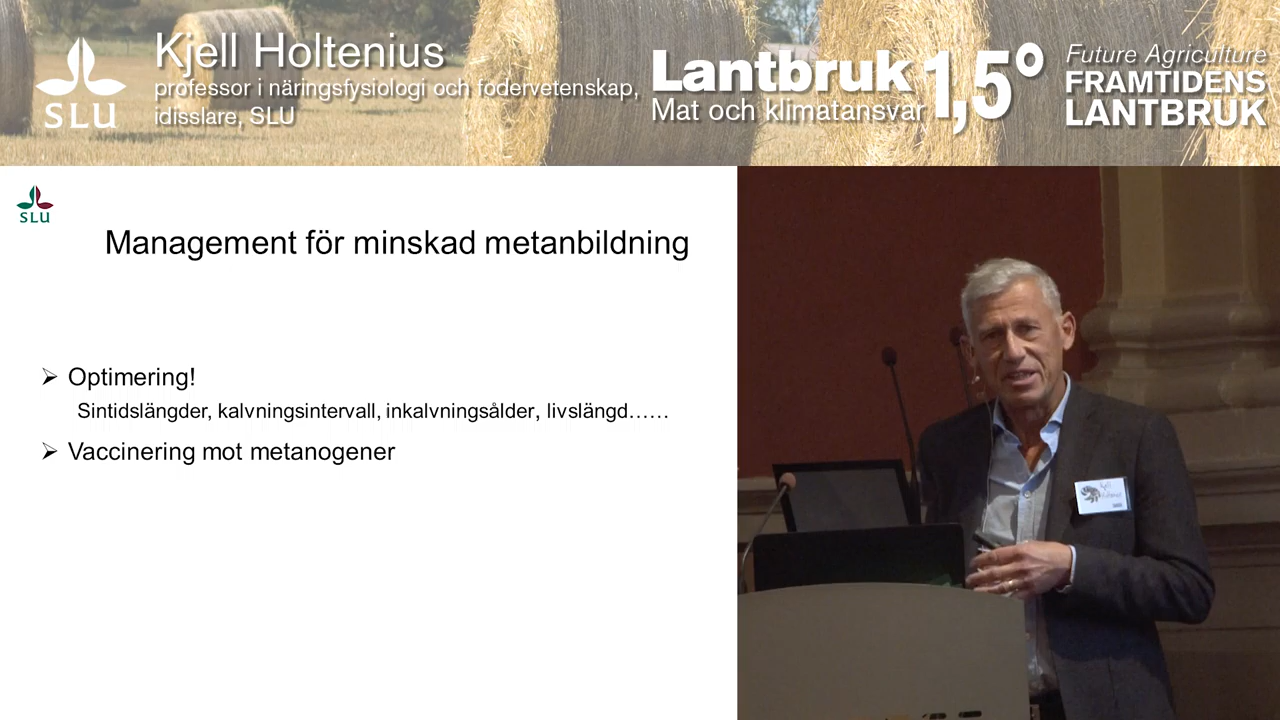 Kjell Holtenius
professor i näringsfysiologi och fodervetenskap,
idisslare, SLU
SLU
Lantbruk 1,5°
Mat och klimatansvar
Future Agriculture
FRAMTIDENS
LANTBRUK
SLU
Management för minskad metanbildning
Optimering!
Sintidslängder, kalvningsintervall, inkalvningsålder, livslängd……
Vaccinering mot metanogener